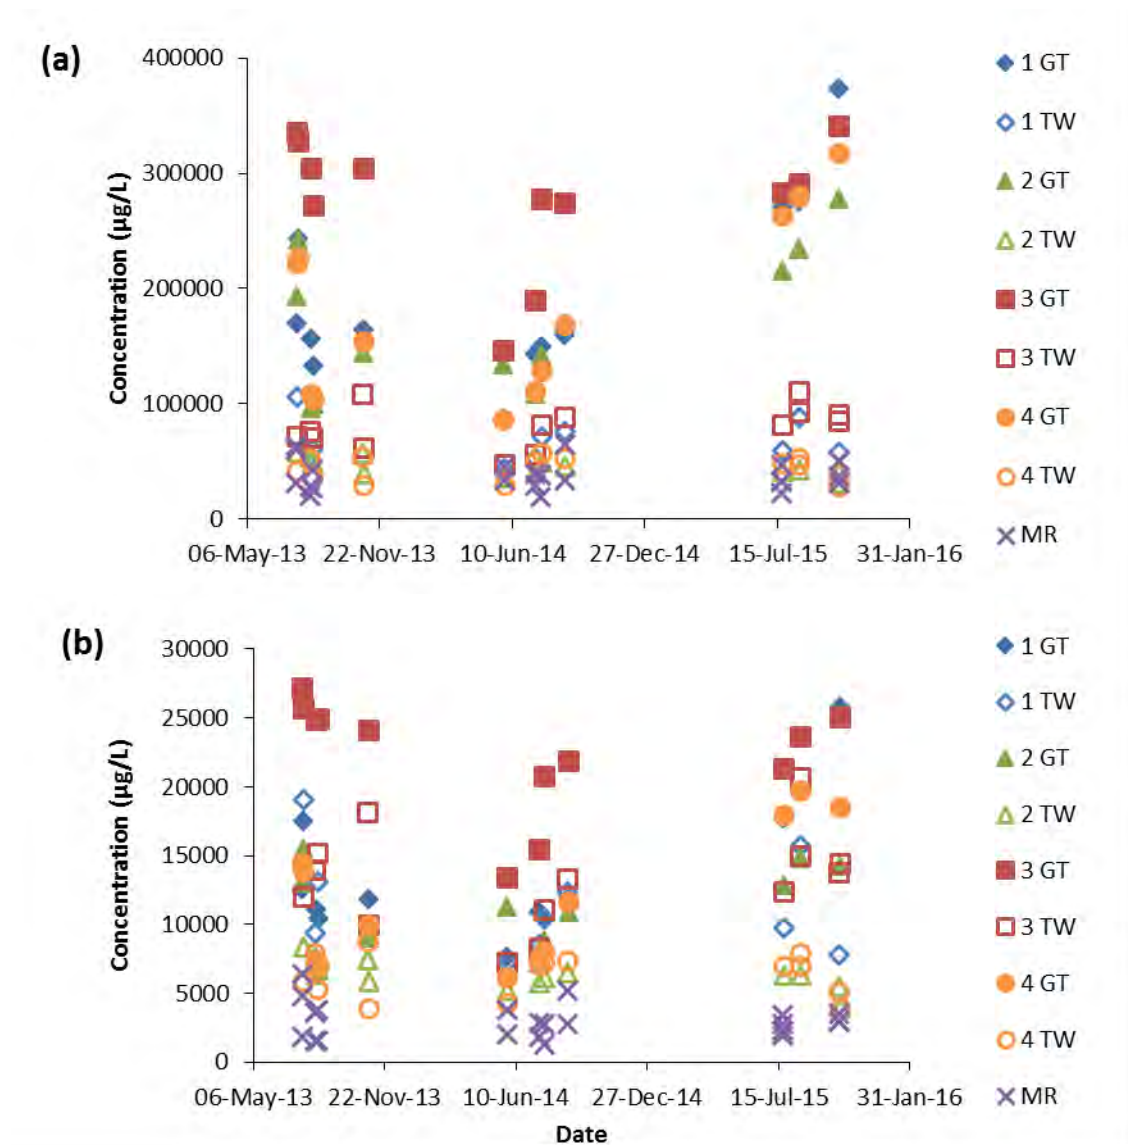 (a)
400000
300000
200000
100000
0
Concentration (µg/L)
06-May-13 22-Nov-13 10-Jun-14 27-Dec-14 15-Jul-15 31-Jan-16
1 GT
1 TW
2 GT
2 TW
3 GT
3 TW
4 GT
4 TW
MR
(b)
30000
25000
20000
15000
10000
5000
0
Concentration (µg/L)
06-May-13 22-Nov-13 10-Jun-14 27-Dec-14 15-Jul-15 31-Jan-16
Date
1 GT
1 TW
2 GT
2 TW
3 GT
3 TW
4 GT
4 TW
MR